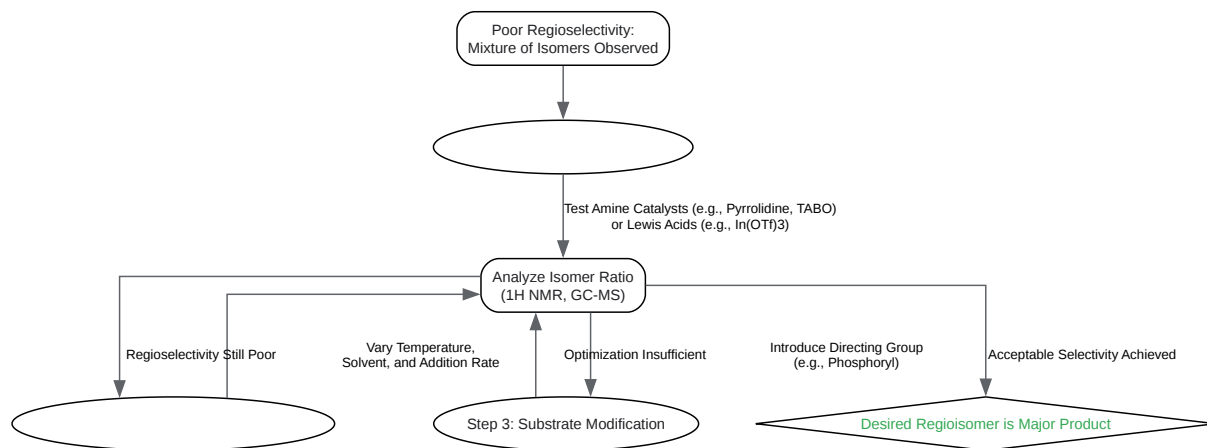 Poor Regioselectivity:
Mixture of Isomers Observed
Test Amine Catalysts (e.g., Pyrrolidine, TABO)
or Lewis Acids (e.g., In(OTf)3)
Analyze Isomer Ratio
(1H NMR, GC-MS)
Regioselectivity Still Poor
Vary Temperature,
Solvent, and Addition Rate
Optimization Insufficient
Introduce Directing Group
(e.g., Phosphoryl)
Acceptable Selectivity Achieved
Step 3: Substrate Modification
Desired Regioisomer is Major Product